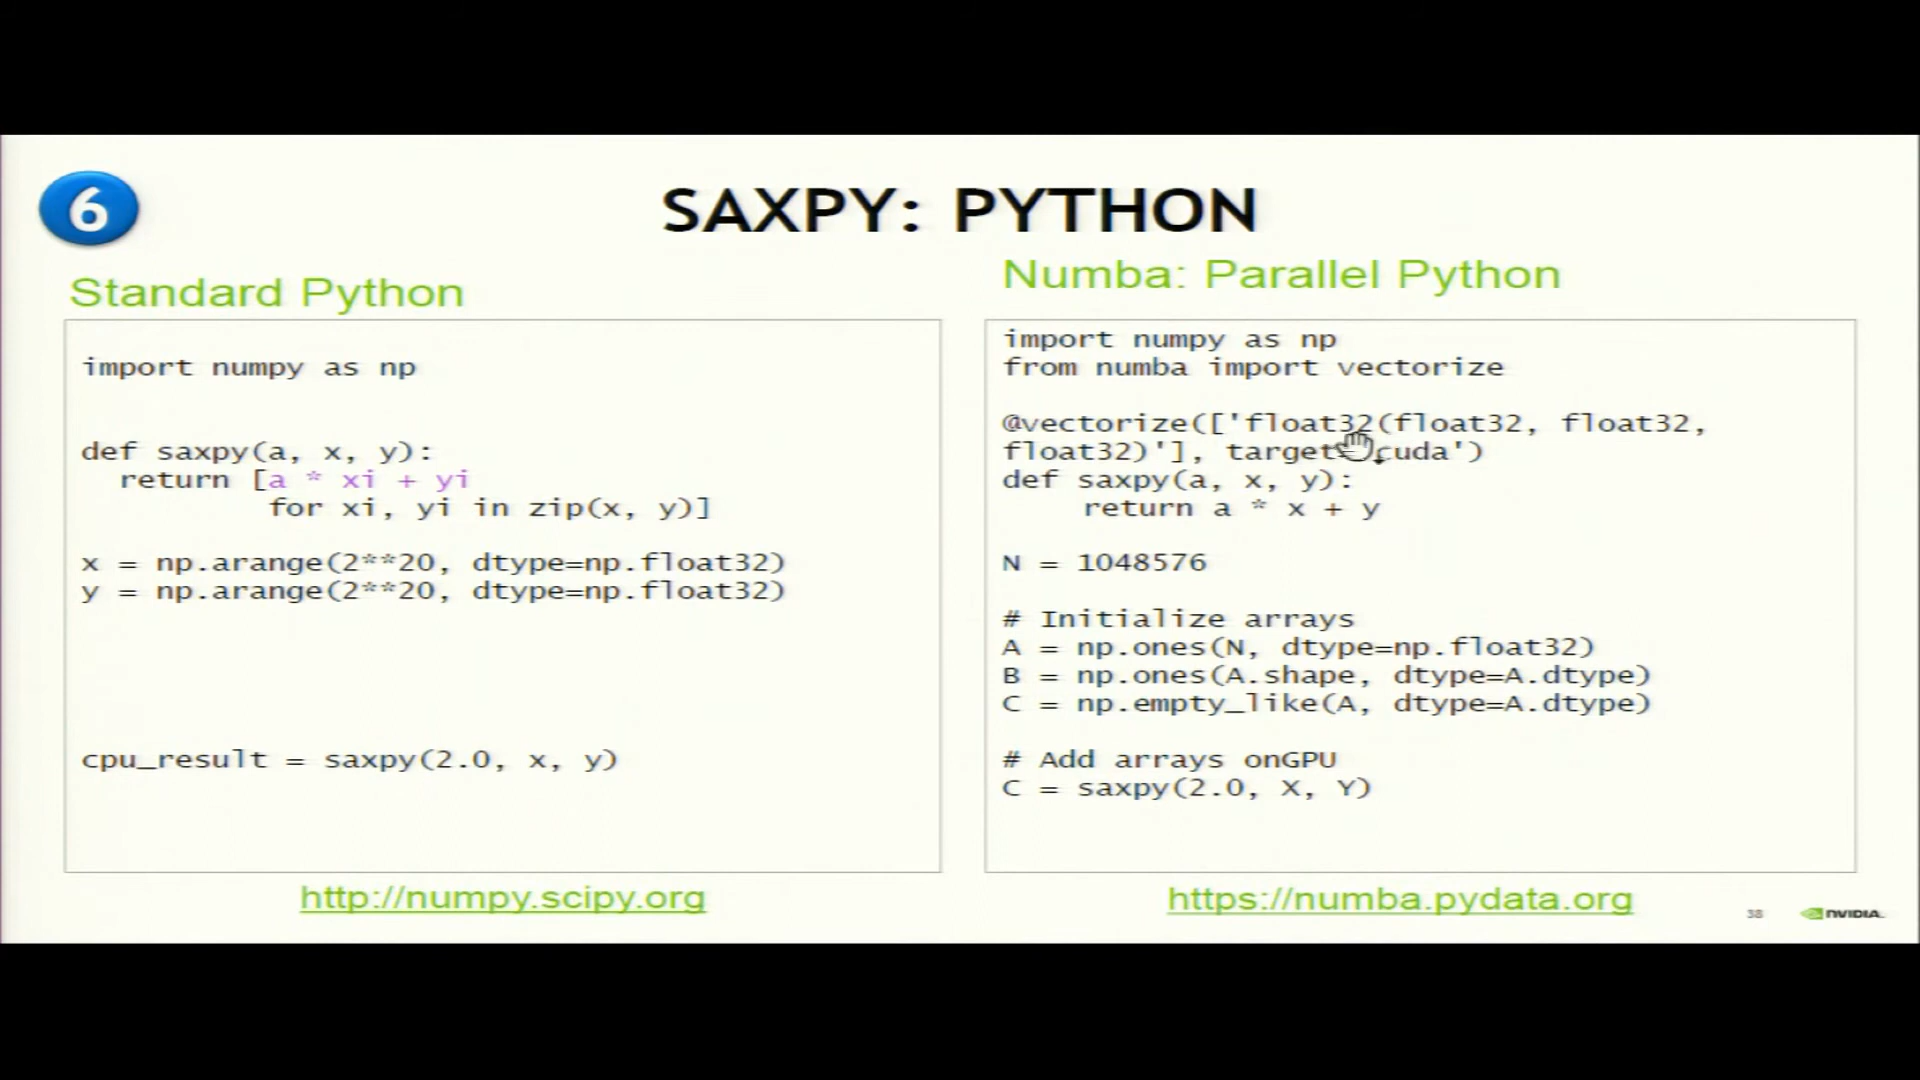 6
SAXPY: PYTHON
Standard Python
import numpy as np
def saxpy(a, x, y):
return [a * xi + yi
for xi, yi in zip(x, y)]
x = np.arange(2**20, dtype=np.float32)
y = np.arange(2**20, dtype=np.float32)
cpu_result = saxpy(2.0, x, y)
http://numpy.scipy.org
Numba: Parallel Python
import numpy as np
from numba import vectorize
@vectorize(['float32(float32, float32,
float32)'], target= cuda')
def saxpy(a, x, y):
return a * x + y
N = 1048576
# Initialize arrays
A = np.ones(N, dtype=np.float32)
B = np.ones(A.shape, dtype=A.dtype)
C = np.empty_like(A, dtype=A.dtype)
# Add arrays onGPU
C = saxpy(2.0, X, Y)
https://numba.pydata.org
38
NVIDIA.